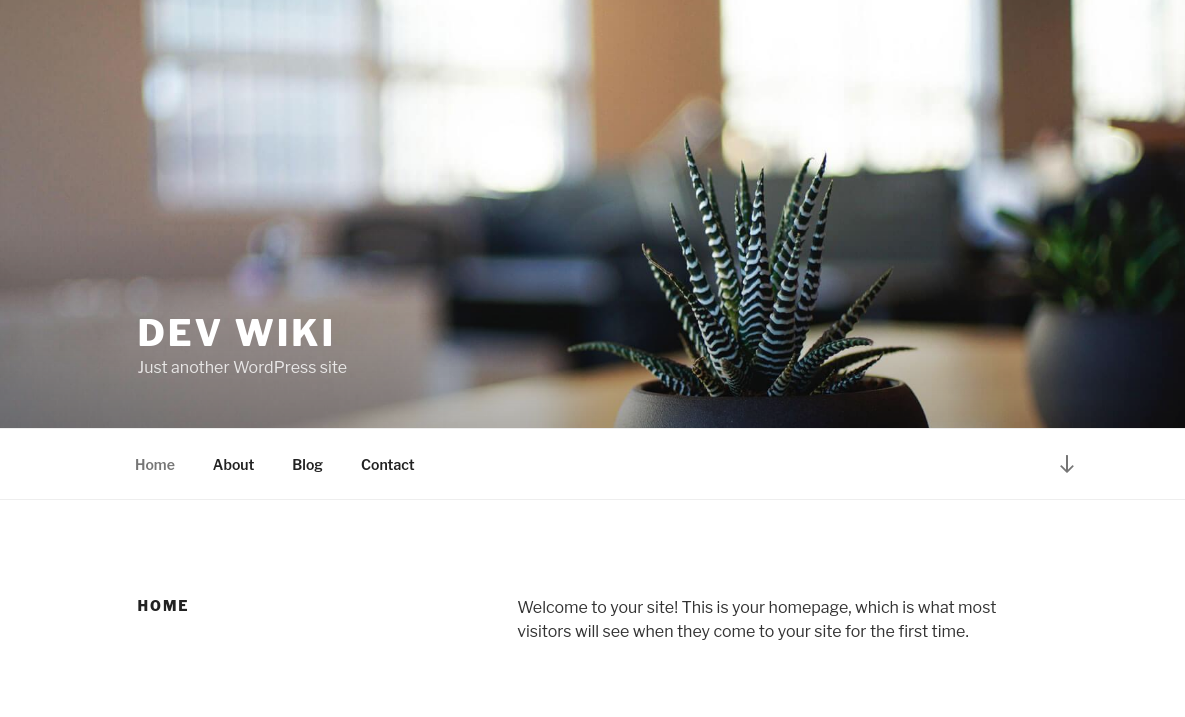 DEV WIKI
Just another WordPress site
Home About Blog Contact
HOME
Welcome to your site! This is your homepage, which is what most
visitors will see when they come to your site for the first time.